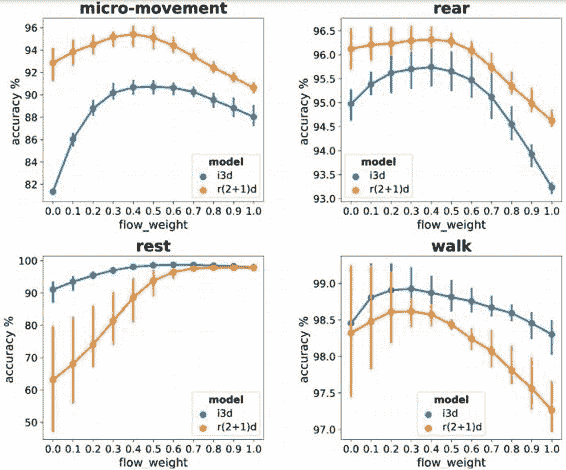 micro-movement
accuracy %
96
94
92
90
88
86
84
82
model
i3d
r(2+1)d
0.0 0.1 0.2 0.3 0.4 0.5 0.6 0.7 0.8 0.9 1.0
flow_weight
rear
accuracy %
96.5
96.0
95.5
95.0
94.5
94.0
93.5
93.0
model
i3d
r(2+1)d
0.0 0.1 0.2 0.3 0.4 0.5 0.6 0.7 0.8 0.9 1.0
flow_weight
rest
accuracy %
100
90
80
70
60
50
model
i3d
r(2+1)d
0.0 0.1 0.2 0.3 0.4 0.5 0.6 0.7 0.8 0.9 1.0
flow_weight
walk
accuracy %
99.0
98.5
98.0
97.5
97.0
model
i3d
r(2+1)d
0.0 0.1 0.2 0.3 0.4 0.5 0.6 0.7 0.8 0.9 1.0
flow_weight